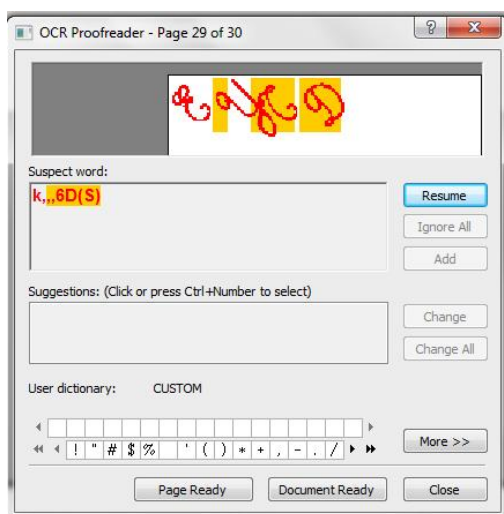 OCR Proofreader - Page 29 of 30
Suspect word:
k,,,6D(S)
Resume
Ignore All
Add
Suggestions: (Click or press Ctrl+Number to select)
Change
Change All
User dictionary: CUSTOM
! " # $ % ' ( ) * + , - . /
More >>
Page Ready Document Ready Close